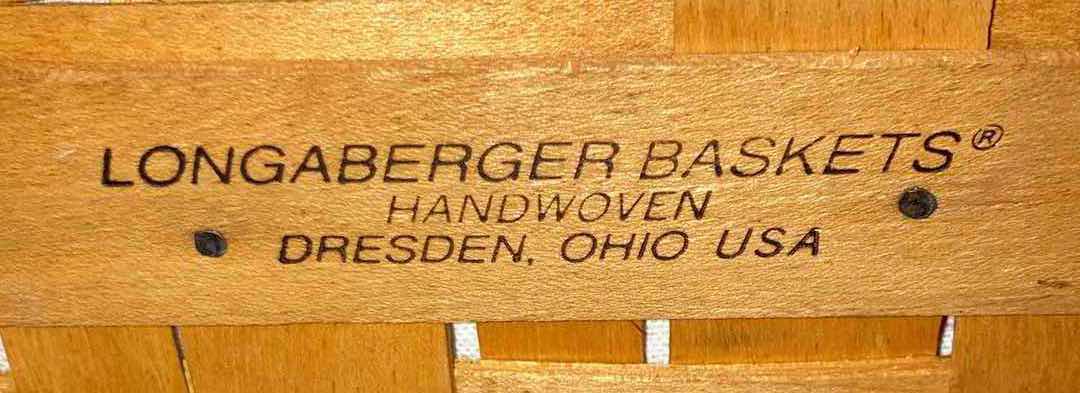 LONGABERGER BASKETS®
HANDWOVEN
DRESDEN, OHIO USA